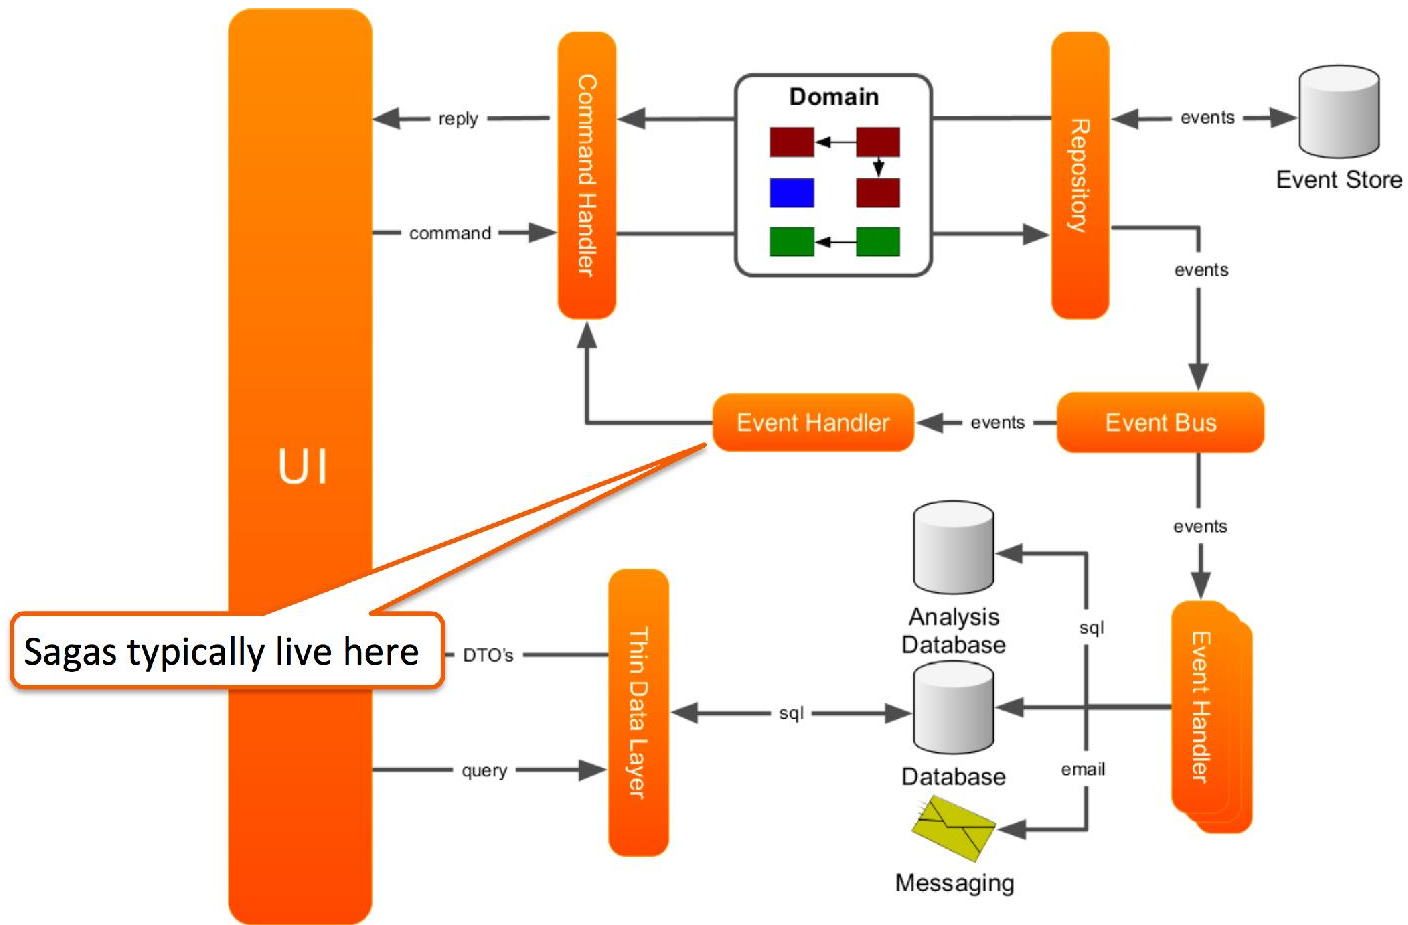 UI
reply
command
Command Handler
Domain
Repository
events
Event Store
events
Event Handler
events
Event Bus
events
Sagas typically live here
DTO's
query
Thin Data Layer
sql
Analysis
Database
Database
sql
email
Messaging
Event Handler